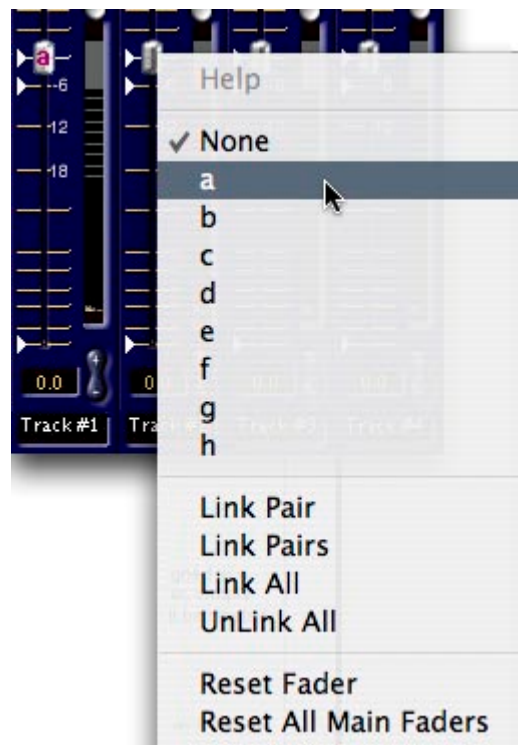 a
-6
-12
-18
0.0
0
Track #1
Tra
Help
✓ None
a
b
c
d
e
f
g
h
Link Pair
Link Pairs
Link All
UnLink All
Reset Fader
Reset All Main Faders